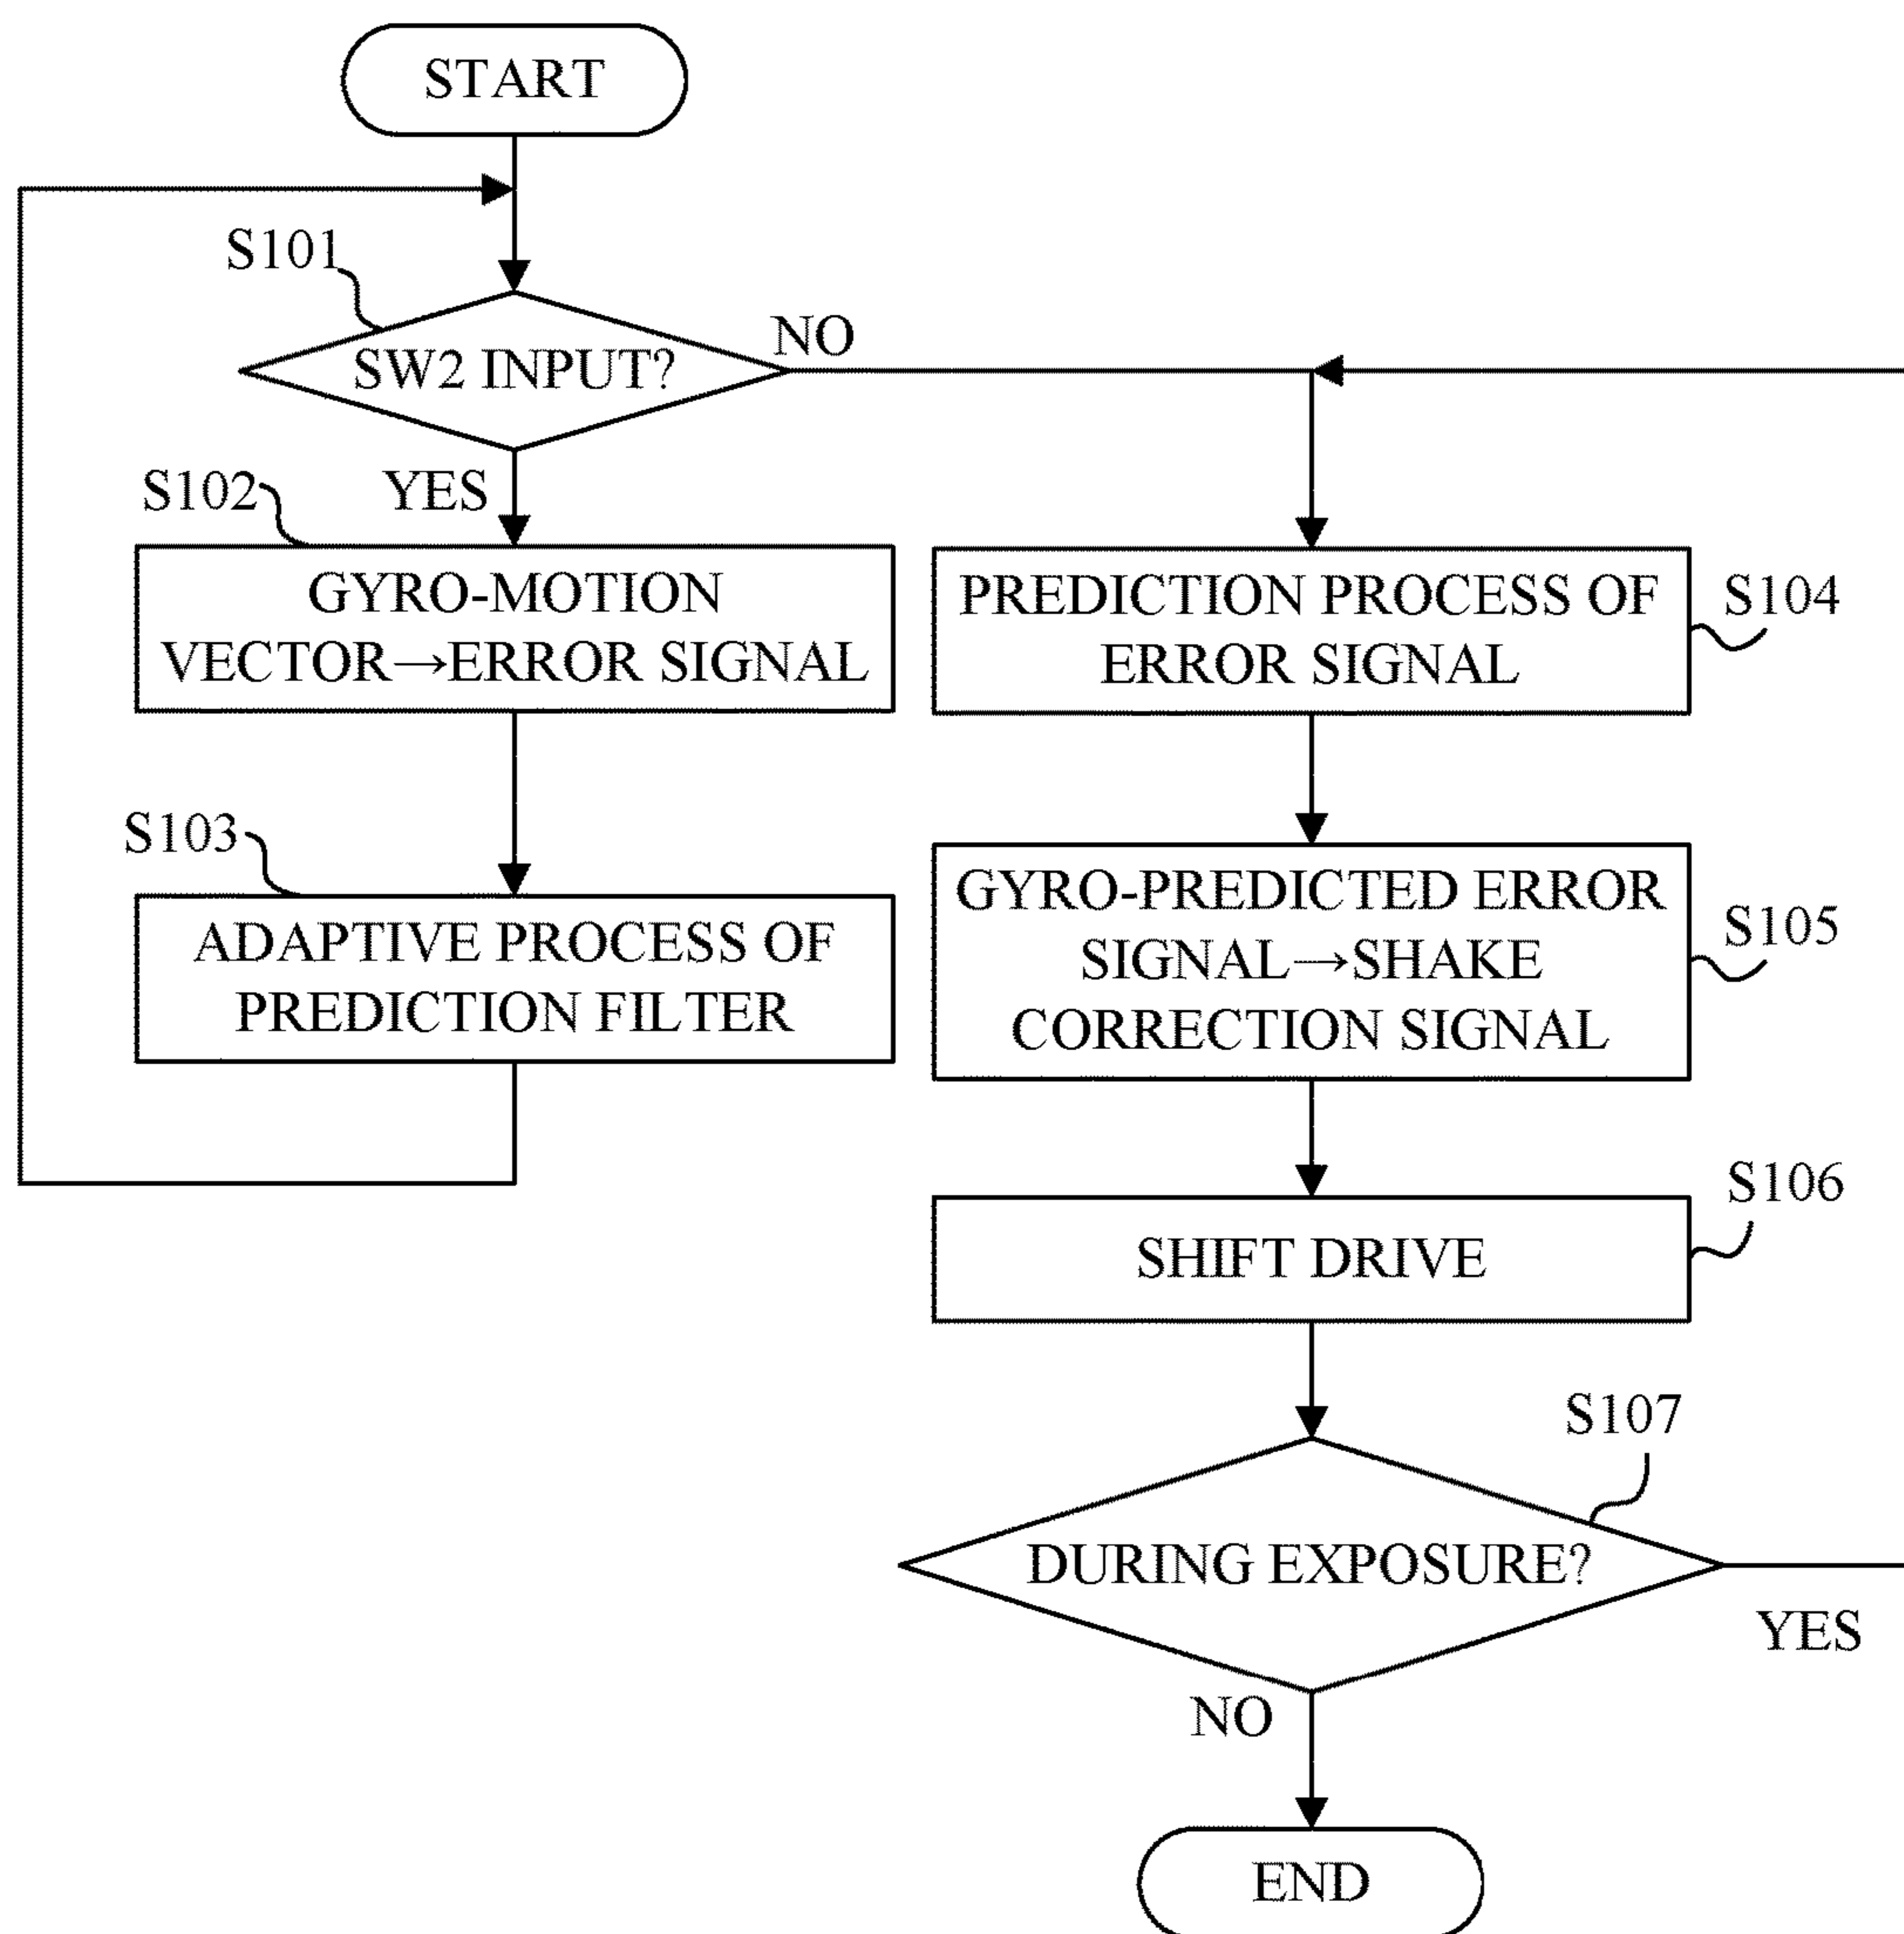 START
S101
SW2 INPUT?
NO
S102
YES
GYRO-MOTION
VECTOR→ERROR SIGNAL
S103
ADAPTIVE PROCESS OF
PREDICTION FILTER
PREDICTION PROCESS OF
ERROR SIGNAL
S104
GYRO-PREDICTED ERROR
SIGNAL→SHAKE
CORRECTION SIGNAL
S105
SHIFT DRIVE
S106
S107
DURING EXPOSURE?
YES
NO
END